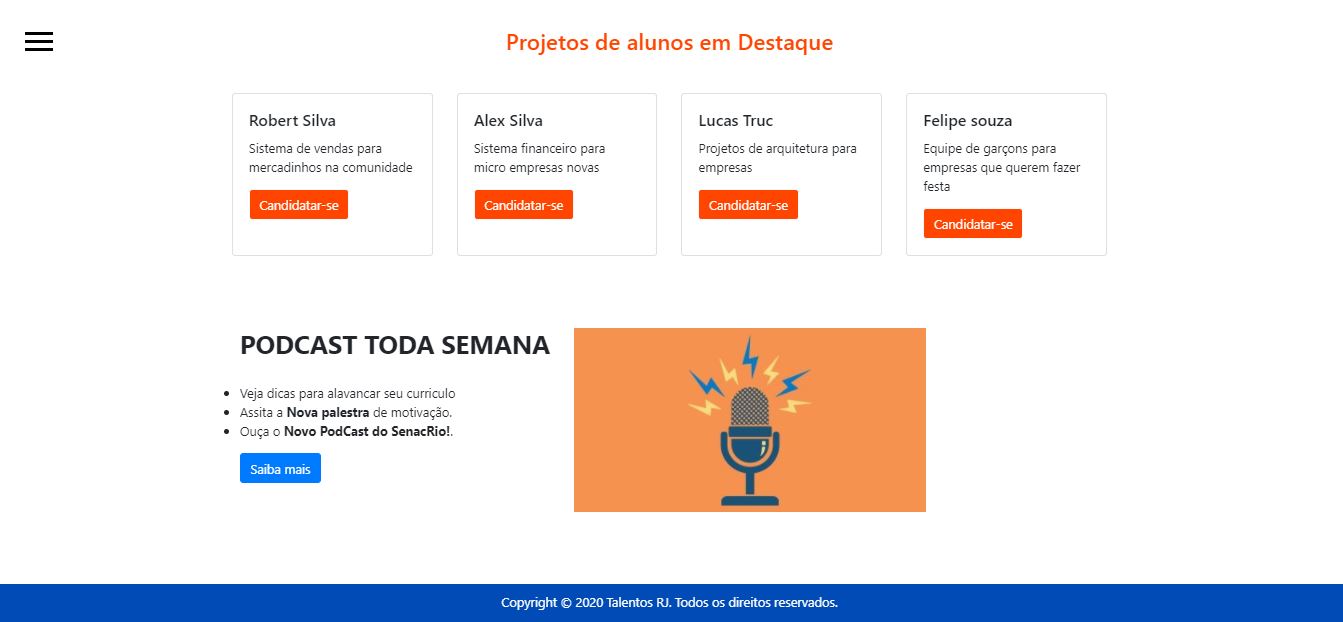 Projetos de alunos em Destaque
Robert Silva
Sistema de vendas para
mercadinhos na comunidade
Candidatar-se
Alex Silva
Sistema financeiro para
micro empresas novas
Candidatar-se
Lucas Truc
Projetos de arquitetura para
empresas
Candidatar-se
Felipe souza
Equipe de garçons para
empresas que querem fazer
festa
Candidatar-se
PODCAST TODA SEMANA
Veja dicas para alavancar seu curriculo
Assita a Nova palestra de motivação.
Ouça o Novo PodCast do SenacRio!.
Saiba mais
Copyright © 2020 Talentos RJ. Todos os direitos reservados.